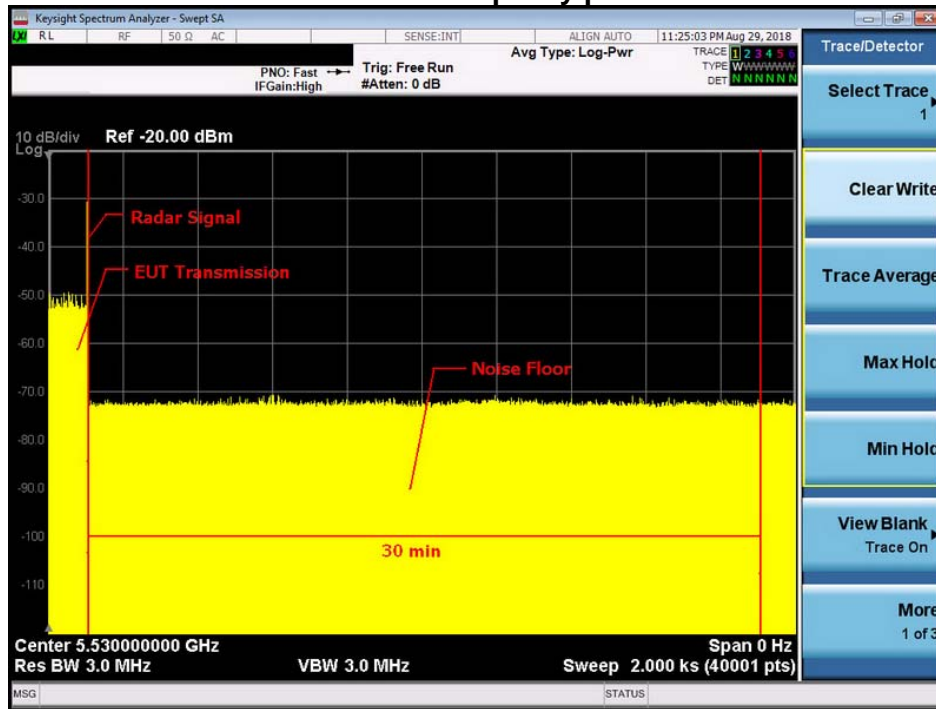 Keysight Spectrum Analyzer - Swept SA
LXI RL RF 50 Ω AC SENSE:INT ALIGN AUTO 11:25:03 PM Aug 29, 2018
PNO: Fast
IFGain:High
Trig: Free Run
#Atten: 0 dB
Avg Type: Log-Pwr
TRACE 1 2 3 4 5 6
TYPE WWWWWW
DET N N N N N N
10 dB/div Ref -20.00 dBm
Log
-30.0
-40.0
-50.0
-60.0
-70.0
-80.0
-90.0
-100
-110
Radar Signal
EUT Transmission
Noise Floor
30 min
Center 5.530000000 GHz Span 0 Hz
Res BW 3.0 MHz VBW 3.0 MHz Sweep 2.000 ks (40001 pts)
MSG STATUS
Trace/Detector
Select Trace
1
Clear Write
Trace Average
Max Hold
Min Hold
View Blank
Trace On
More
1 of 3